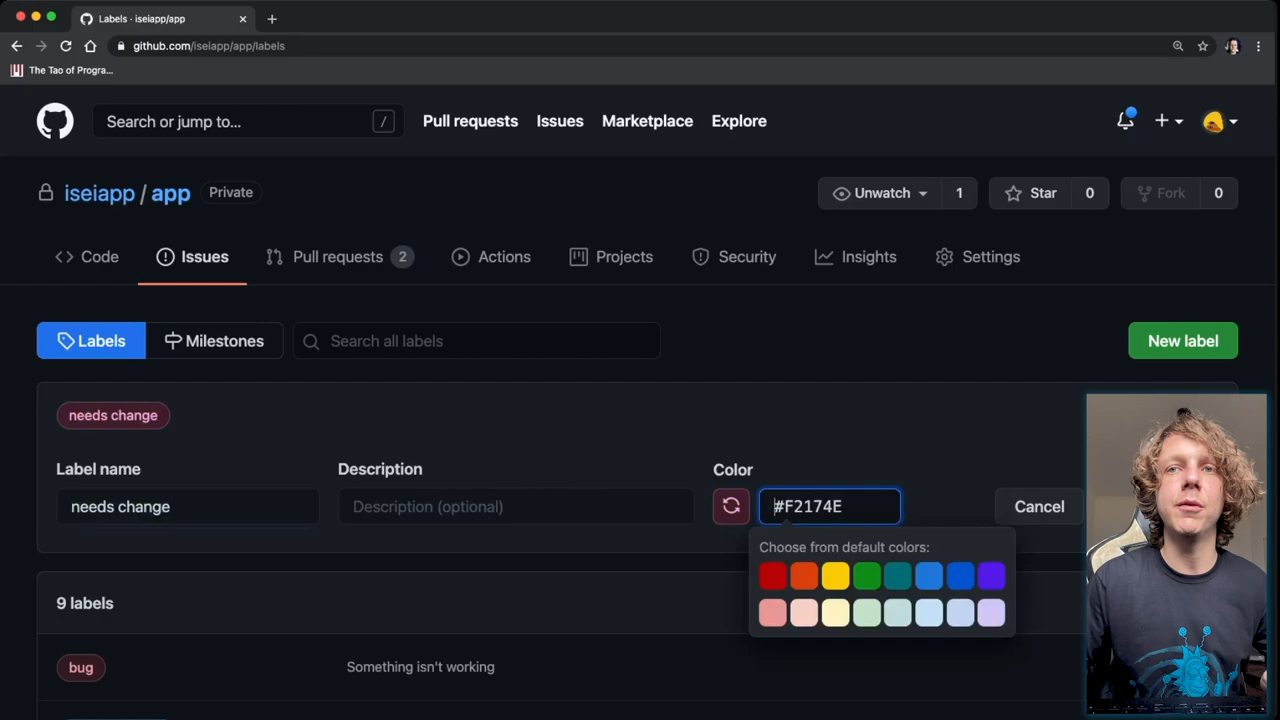 Labels · iseiapp/app
github.com/iseiapp/app/labels
The Tao of Progra...
Search or jump to... /
Pull requests Issues Marketplace Explore
iseiapp / app Private
Unwatch 1 Star 0 Fork 0
Code Issues Pull requests 2 Actions Projects Security Insights Settings
Labels Milestones Search all labels New label
needs change
Label name Description Color
needs change Description (optional) #F2174E Cancel
Choose from default colors:
9 labels
bug Something isn't working